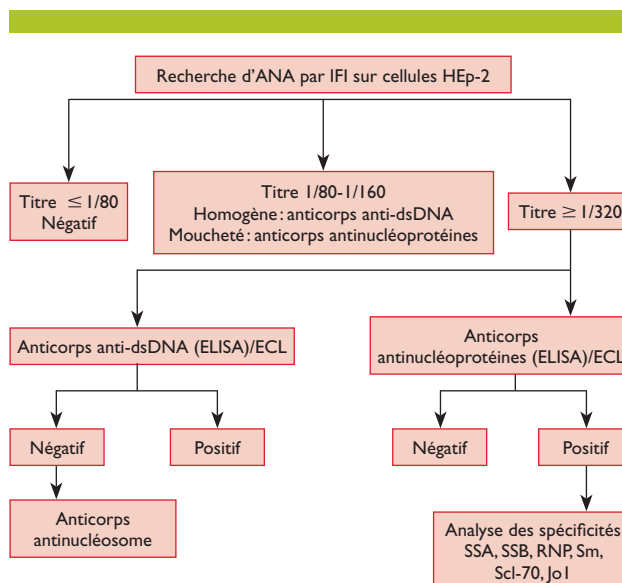 Recherche d'ANA par IFI sur cellules HEp-2
Titre ≤ 1/80
Négatif
Titre 1/80-1/160
Homogène : anticorps anti-dsDNA
Moucheté : anticorps antinucléoprotéines
Titre ≥ 1/320
Anticorps anti-dsDNA (ELISA)/ECL
Anticorps
antinucléoprotéines (ELISA)/ECL
Négatif
Positif
Négatif
Positif
Anticorps
antinucléosome
Analyse des spécificités
SSA, SSB, RNP, Sm,
Scl-70, Jo1